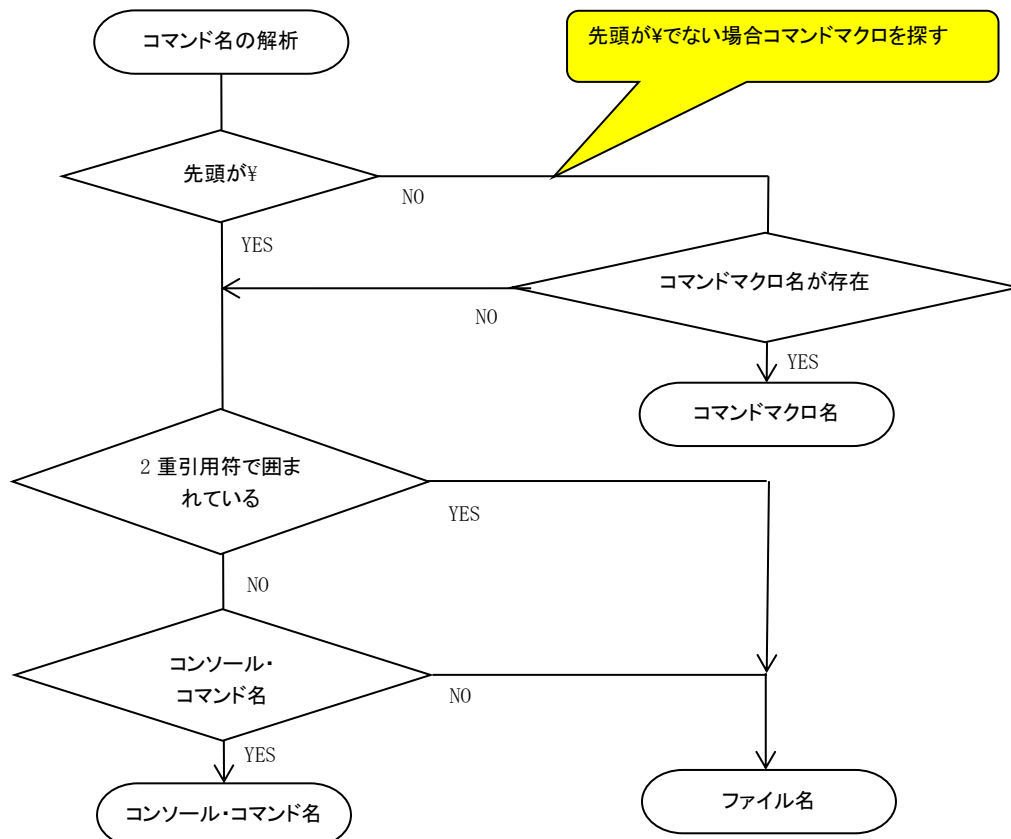 コマンド名の解析
先頭が¥でない場合コマンドマクロを探す
先頭が¥
NO
YES
コマンドマクロ名が存在
NO
YES
コマンドマクロ名
2 重引用符で囲ま
れている
YES
NO
コンソール・
コマンド名
NO
YES
コンソール・コマンド名
ファイル名